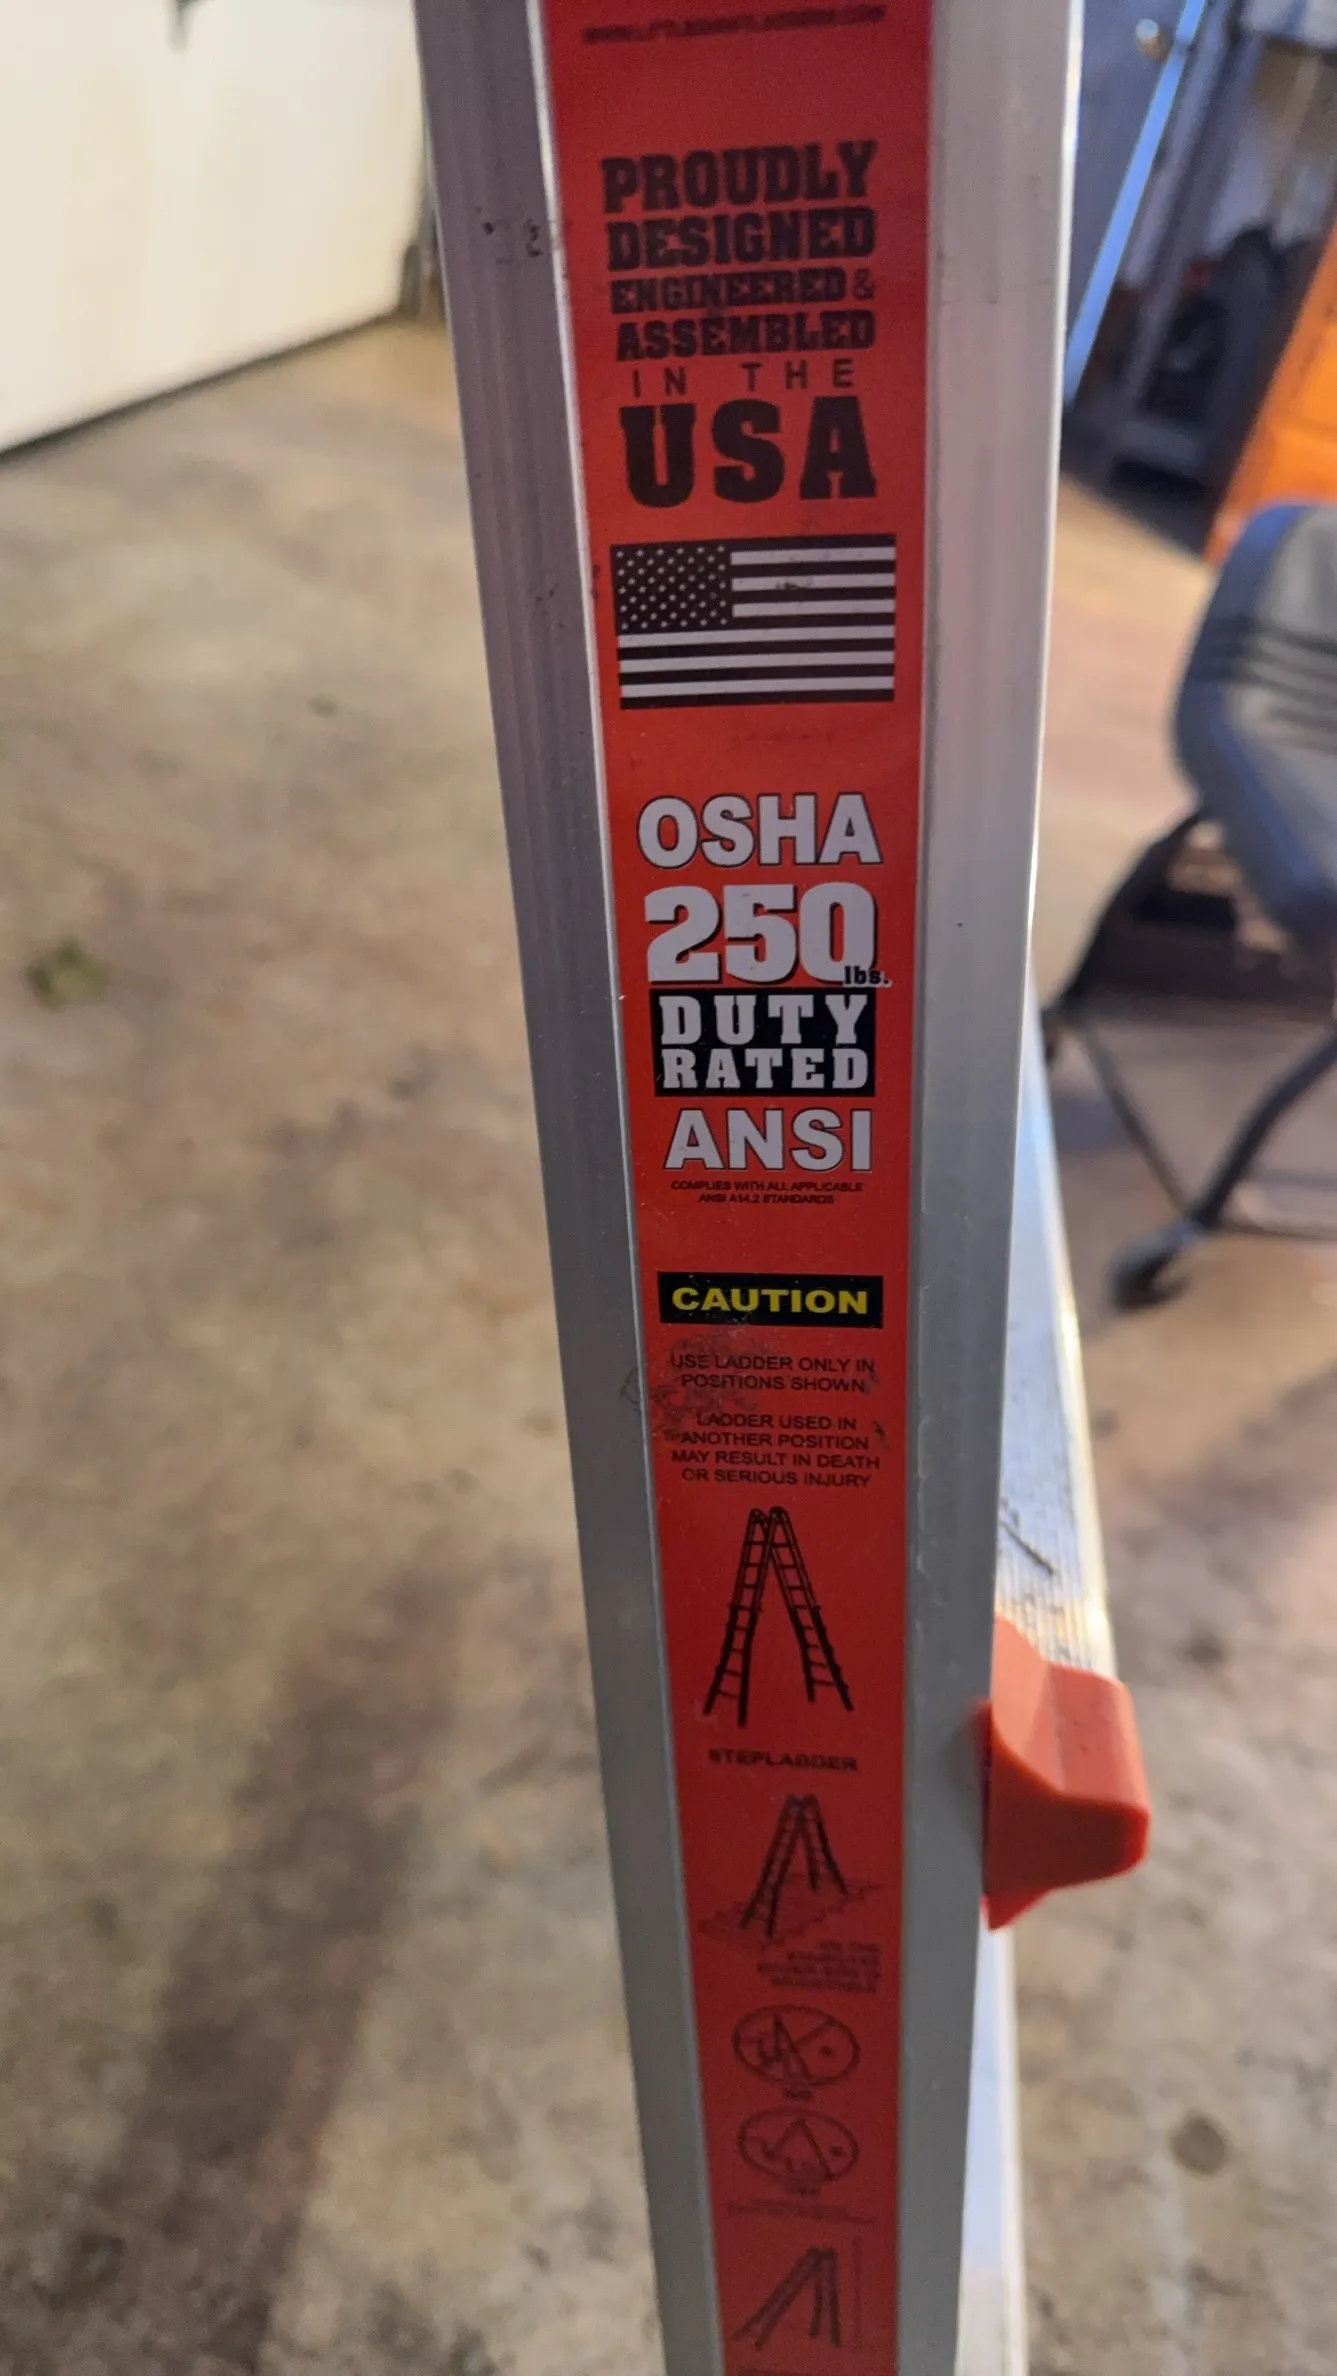 PROUDLY
DESIGNED
ENGINEERED &
ASSEMBLED
IN THE
USA
OSHA
250
lbs.
DUTY
RATED
ANSI
COMPLIES WITH ALL APPLICABLE
ANSI A14.2 STANDARDS
CAUTION
USE LADDER ONLY IN
POSITIONS SHOWN
LADDER USED IN
ANOTHER POSITION
MAY RESULT IN DEATH
OR SERIOUS INJURY
STEPLADDER